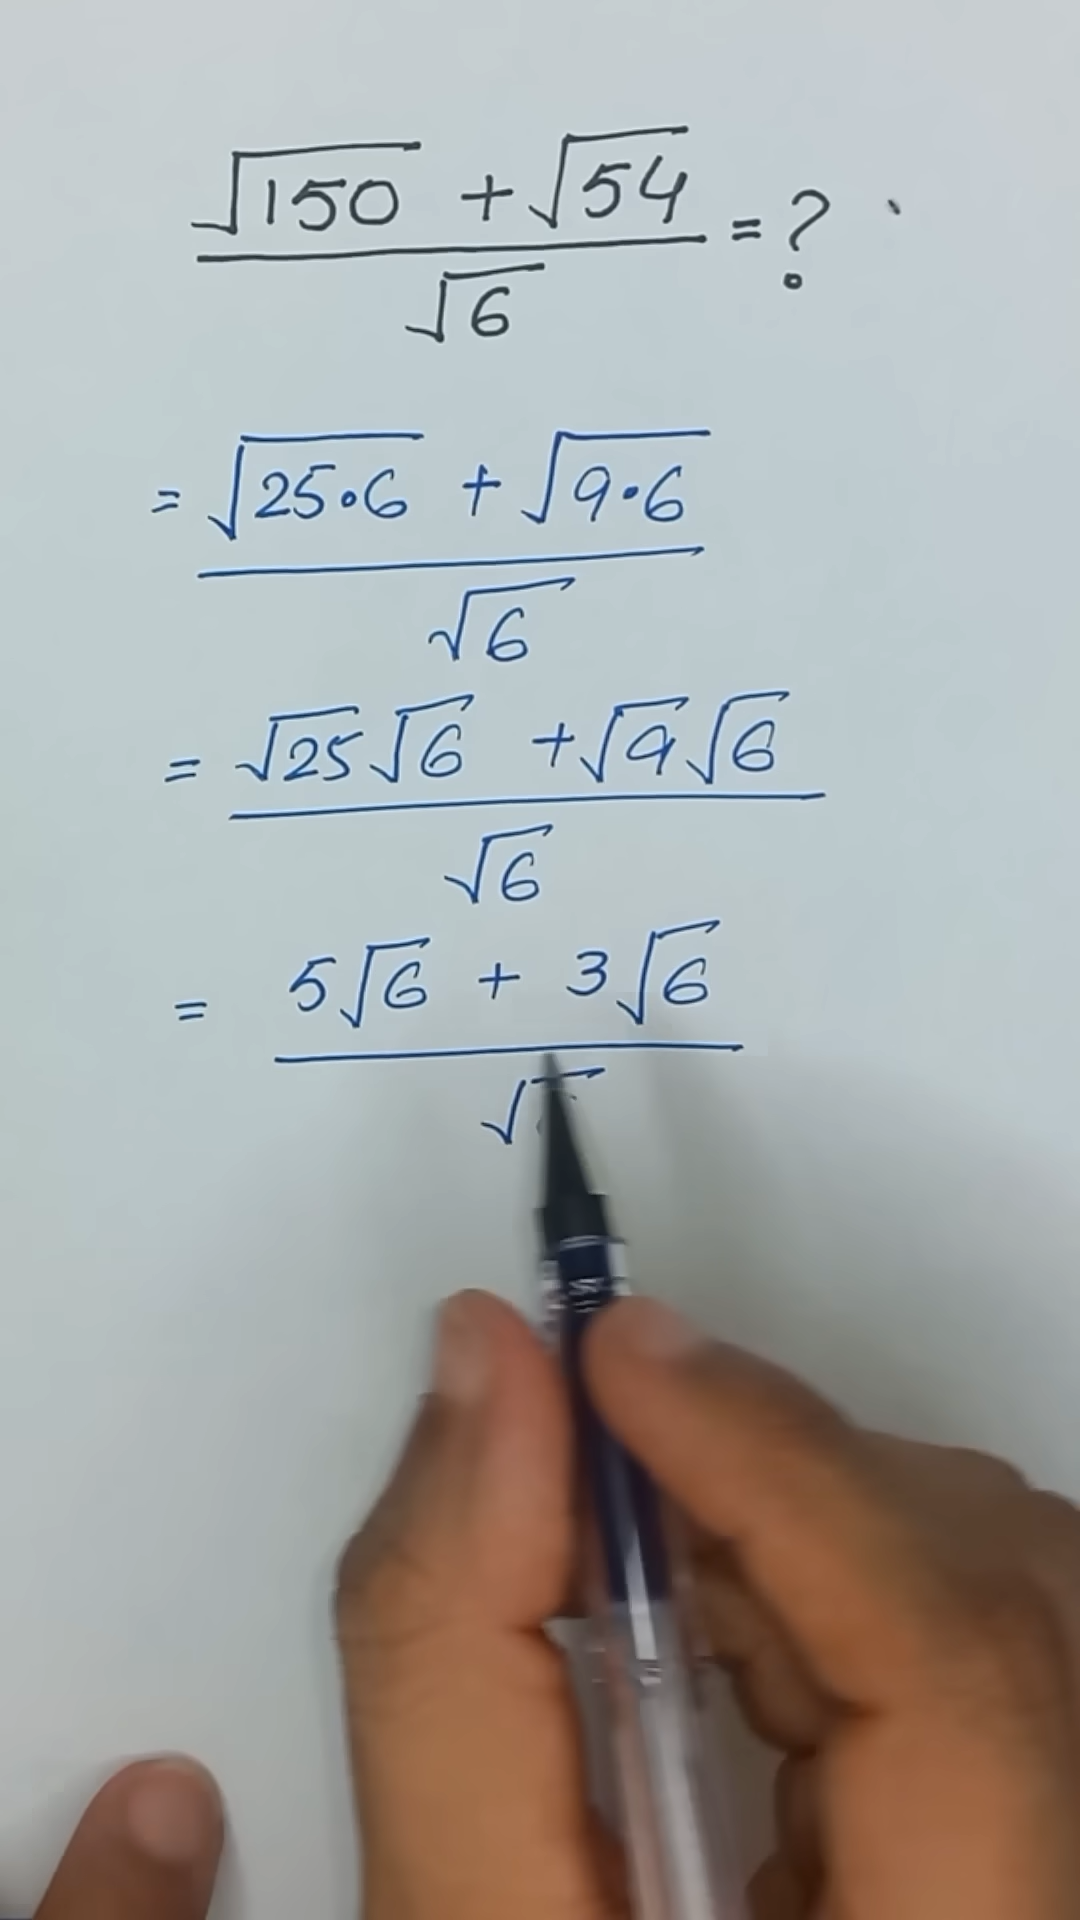 √150 + √54 / √6 = ?
= √25•6 + √9•6 / √6
= √25 √6 + √9 √6 / √6
= 5√6 + 3√6 / √